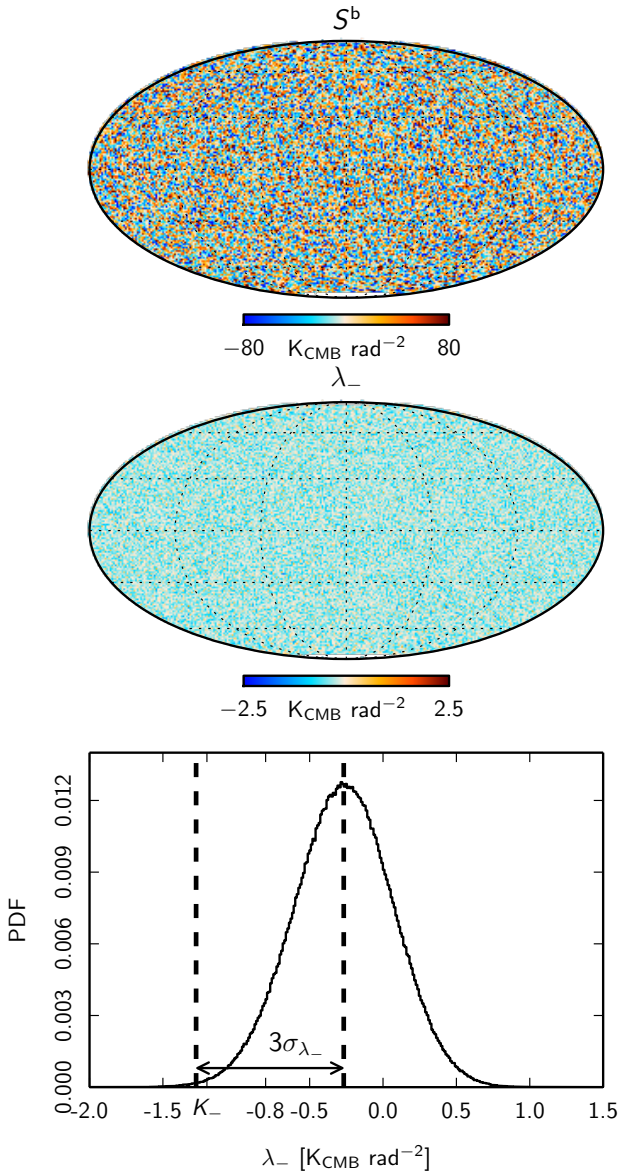 S^b
−80 K_CMB rad^−2 80
λ_−
−2.5 K_CMB rad^−2 2.5
0.012
0.009
0.006
0.003
0.000
PDF
3σ_λ_−
-2.0 -1.5 K_− -0.8 -0.5 0.0 0.5 1.0 1.5
λ_− [K_CMB rad^−2]